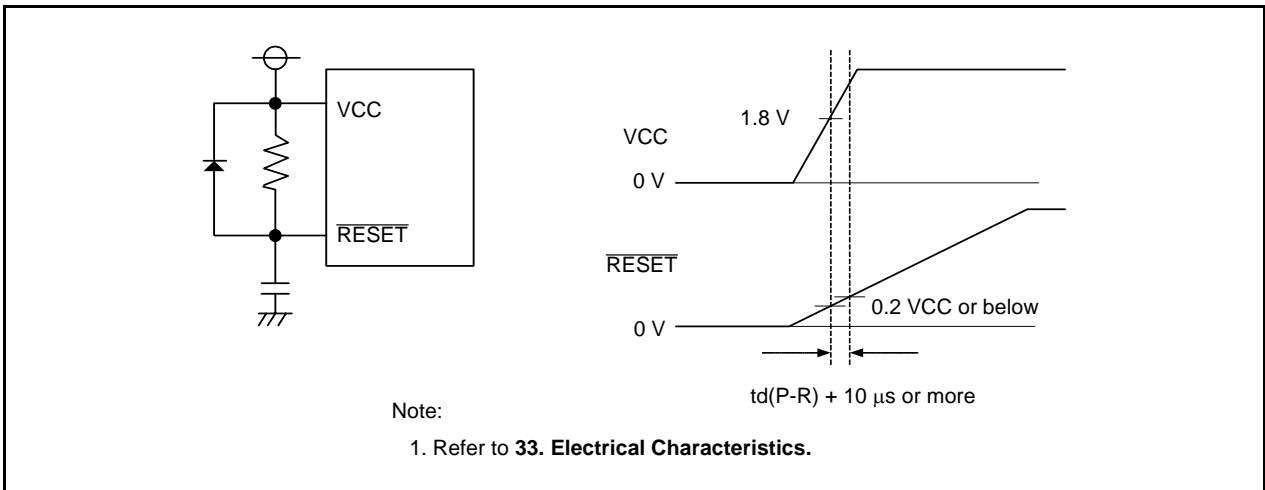 VCC
RESET
1.8 V
VCC
0 V
RESET
0.2 VCC or below
0 V
td(P-R) + 10 μs or more
Note:
1. Refer to 33. Electrical Characteristics.